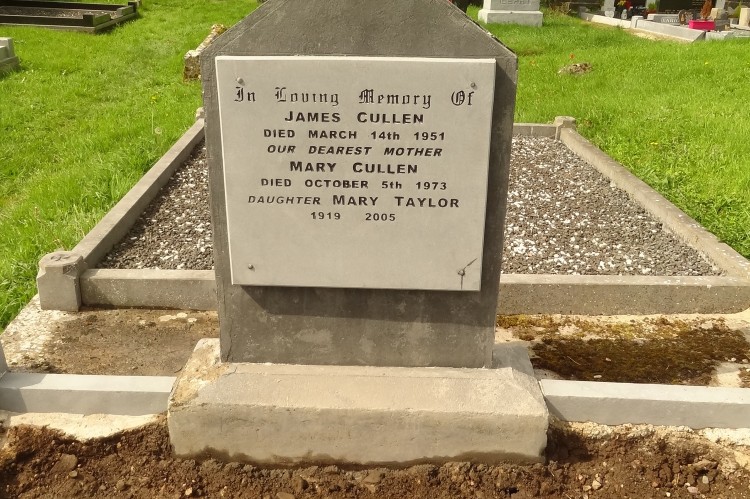 In Loving Memory Of
JAMES CULLEN
DIED MARCH 14th 1951
OUR DEAREST MOTHER
MARY CULLEN
DIED OCTOBER 5th 1973
DAUGHTER MARY TAYLOR
1919 2005